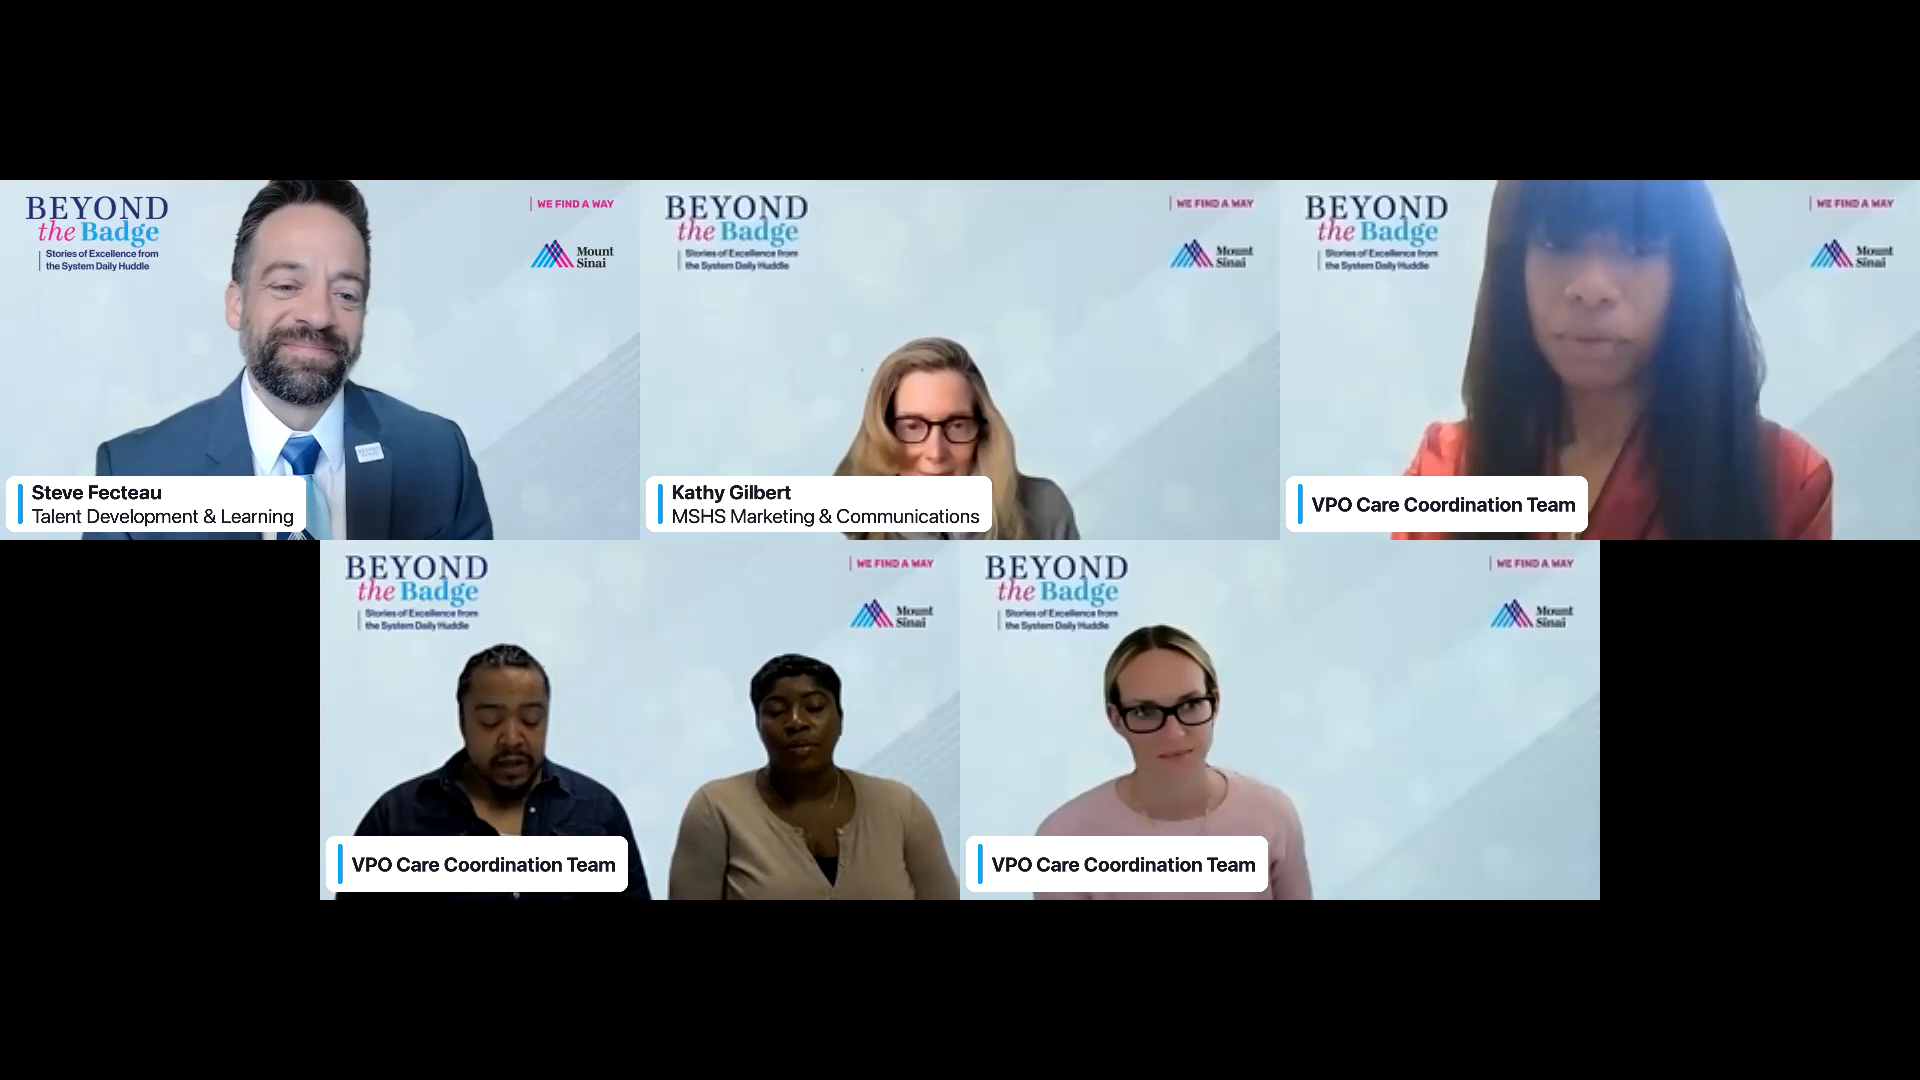 BEYOND
the Badge
Stories of Excellence from
the System Daily Huddle
WE FIND A WAY
Mount
Sinai
Steve Fecteau
Talent Development & Learning
BEYOND
the Badge
Stories of Excellence from
the System Daily Huddle
WE FIND A WAY
Mount
Sinai
Kathy Gilbert
MSHS Marketing & Communications
BEYOND
the Badge
Stories of Excellence from
the System Daily Huddle
WE FIND A WAY
Mount
Sinai
VPO Care Coordination Team
BEYOND
the Badge
Stories of Excellence from
the System Daily Huddle
WE FIND A WAY
Mount
Sinai
VPO Care Coordination Team
BEYOND
the Badge
Stories of Excellence from
the System Daily Huddle
WE FIND A WAY
Mount
Sinai
VPO Care Coordination Team